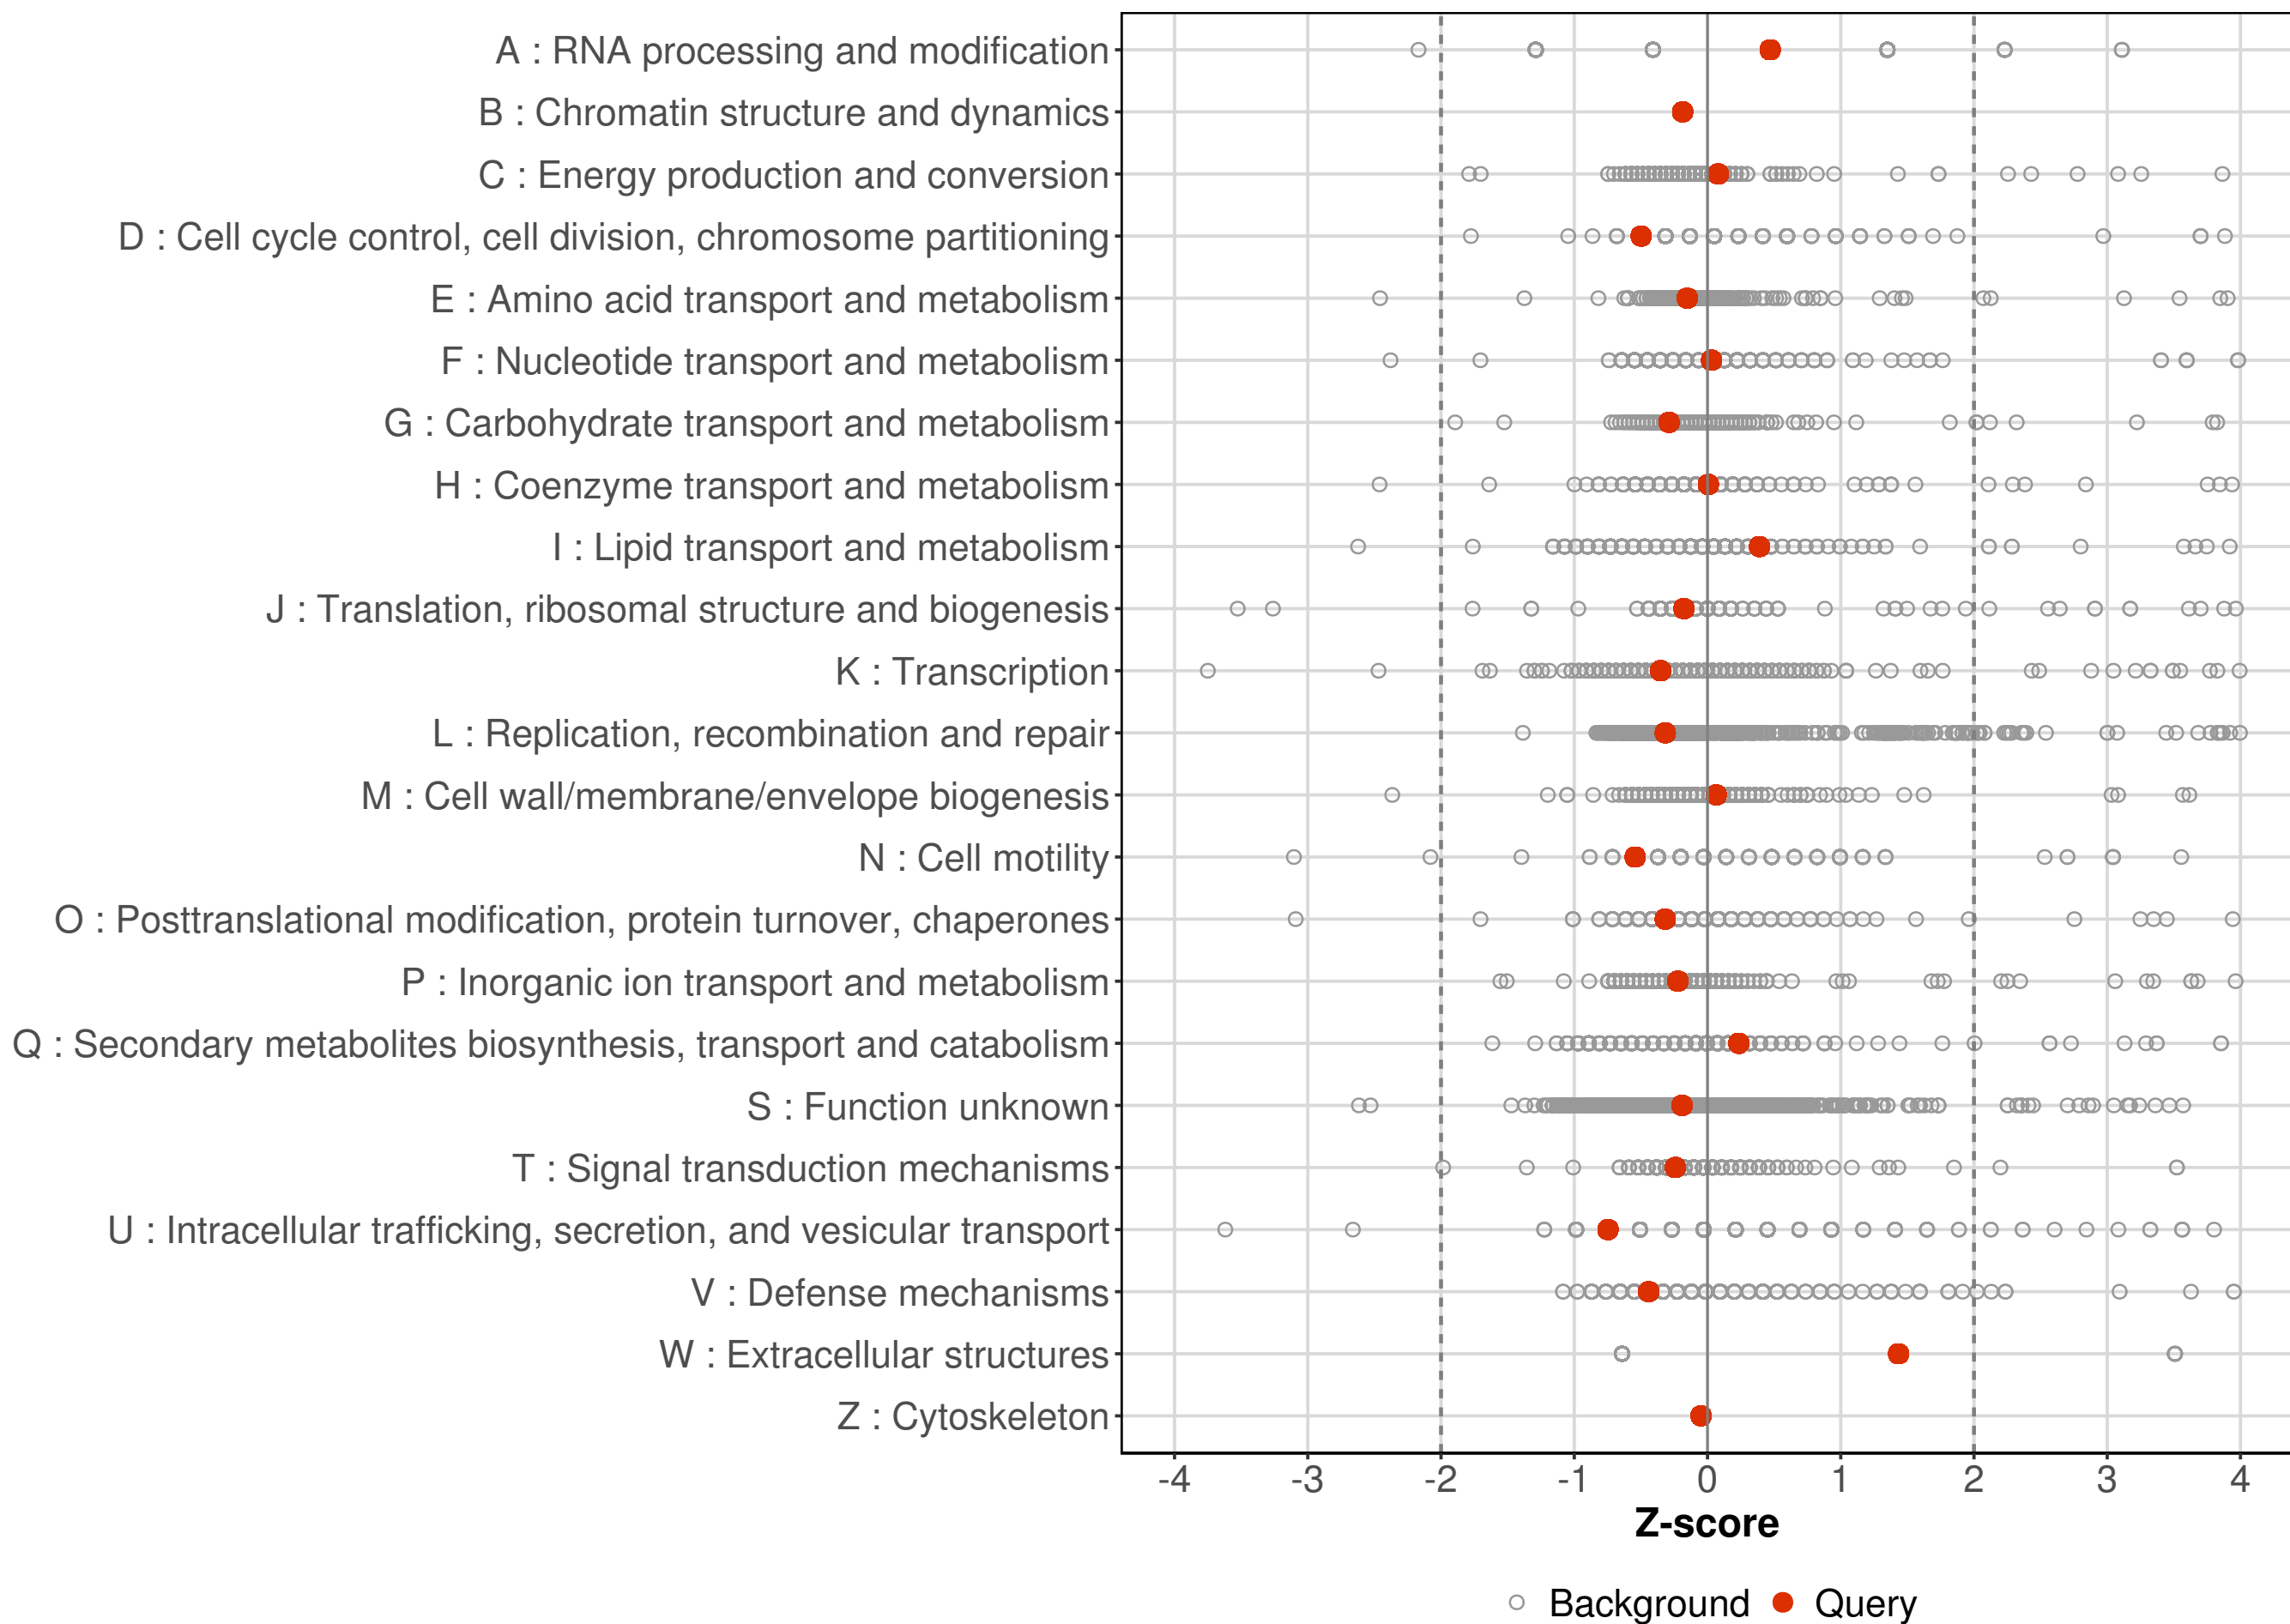 A : RNA processing and modification
B : Chromatin structure and dynamics
C : Energy production and conversion
D : Cell cycle control, cell division, chromosome partitioning
E : Amino acid transport and metabolism
F : Nucleotide transport and metabolism
G : Carbohydrate transport and metabolism
H : Coenzyme transport and metabolism
I : Lipid transport and metabolism
J : Translation, ribosomal structure and biogenesis
K : Transcription
L : Replication, recombination and repair
M : Cell wall/membrane/envelope biogenesis
N : Cell motility
O : Posttranslational modification, protein turnover, chaperones
P : Inorganic ion transport and metabolism
Q : Secondary metabolites biosynthesis, transport and catabolism
S : Function unknown
T : Signal transduction mechanisms
U : Intracellular trafficking, secretion, and vesicular transport
V : Defense mechanisms
W : Extracellular structures
Z : Cytoskeleton
-4 -3 -2 -1 0 1 2 3 4
Z-score
Background Query